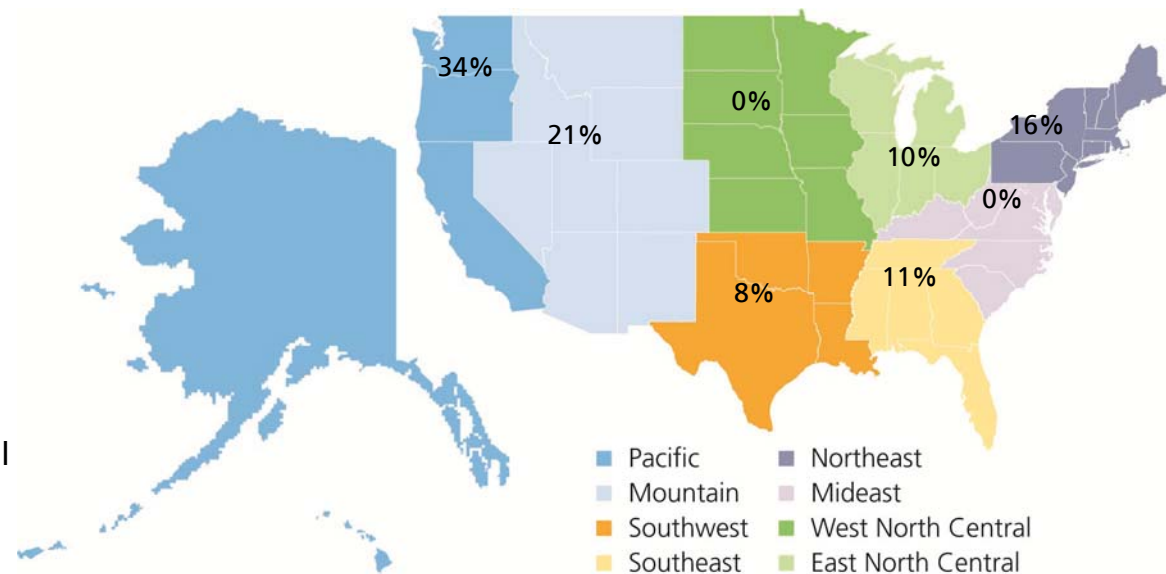 34%
0%
21%
16%
10%
0%
8%
11%
l
Pacific
Mountain
Southwest
Southeast
Northeast
Mideast
West North Central
East North Central